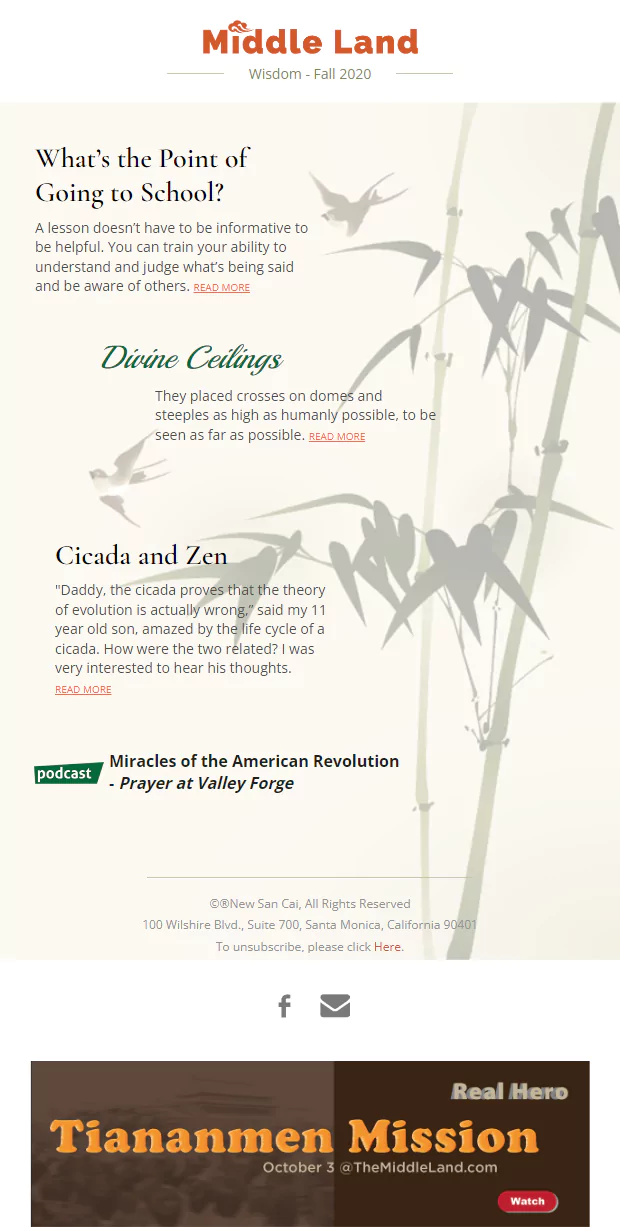 Middle Land
Wisdom - Fall 2020
What’s the Point of
Going to School?
A lesson doesn’t have to be informative to
be helpful. You can train your ability to
understand and judge what’s being said
and be aware of others. READ MORE
Divine Ceilings
They placed crosses on domes and
steeples as high as humanly possible, to be
seen as far as possible. READ MORE
Cicada and Zen
"Daddy, the cicada proves that the theory
of evolution is actually wrong,” said my 11
year old son, amazed by the life cycle of a
cicada. How were the two related? I was
very interested to hear his thoughts.
READ MORE
podcast
Miracles of the American Revolution
- Prayer at Valley Forge
©®New San Cai, All Rights Reserved
100 Wilshire Blvd., Suite 700, Santa Monica, California 90401
To unsubscribe, please click Here.
Real Hero
Tiananmen Mission
October 3 @TheMiddleLand.com
Watch